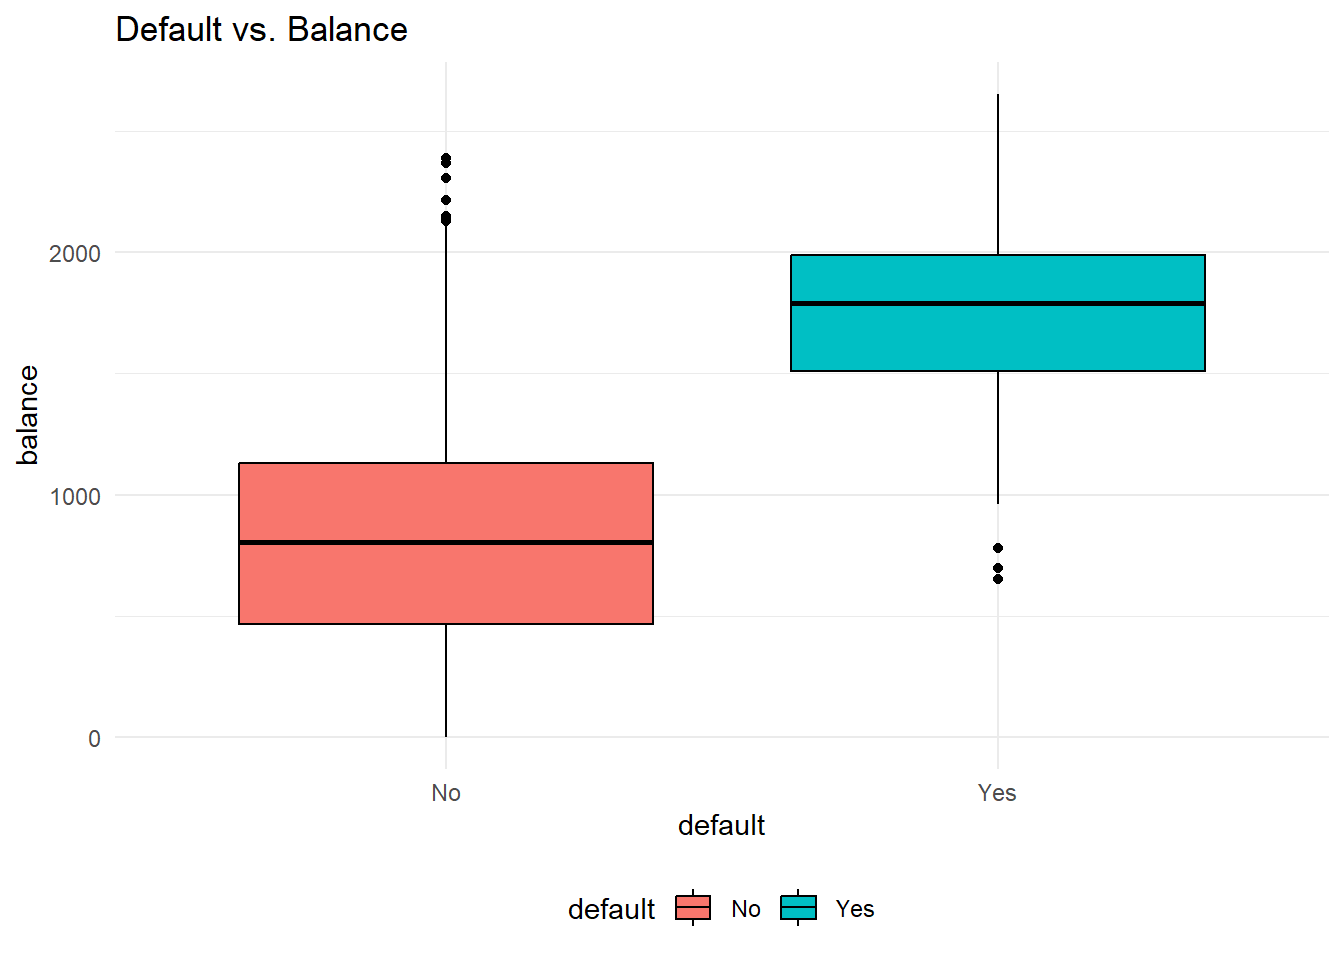 Default vs. Balance
balance
2000
1000
0
No Yes
default
default No Yes